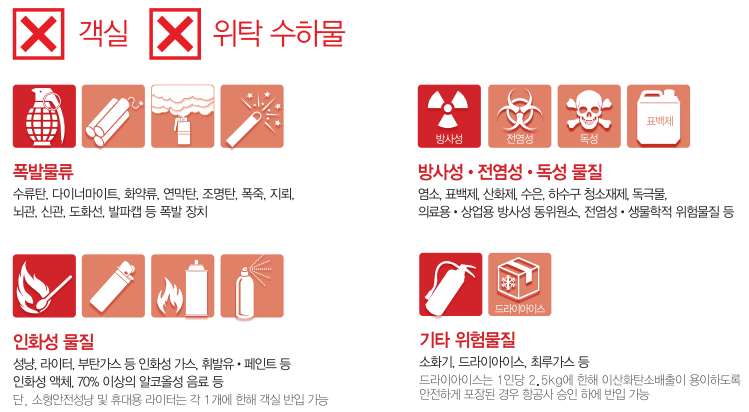 객실 위탁 수하물
폭발물류
수류탄, 다이너마이트, 화약류, 연막탄, 조명탄, 폭죽, 지뢰,
뇌관, 신관, 도화선, 발파캡 등 폭발 장치
방사성
전염성
독성
표백제
방사성 • 전염성 • 독성 물질
염소, 표백제, 산화제, 수은, 하수구 청소재제, 독극물,
의료용 • 상업용 방사성 동위원소, 전염성 • 생물학적 위험물질 등
인화성 물질
성냥, 라이터, 부탄가스 등 인화성 가스, 휘발유 • 페인트 등
인화성 액체, 70% 이상의 알코올성 음료 등
단, 소형안전성냥 및 휴대용 라이터는 각 1개에 한해 객실 반입 가능
드라이아이스
기타 위험물질
소화기, 드라이아이스, 최루가스 등
드라이아이스는 1인당 2.5kg에 한해 이산화탄소배출이 용이하도록
안전하게 포장된 경우 항공사 승인 하에 반입 가능